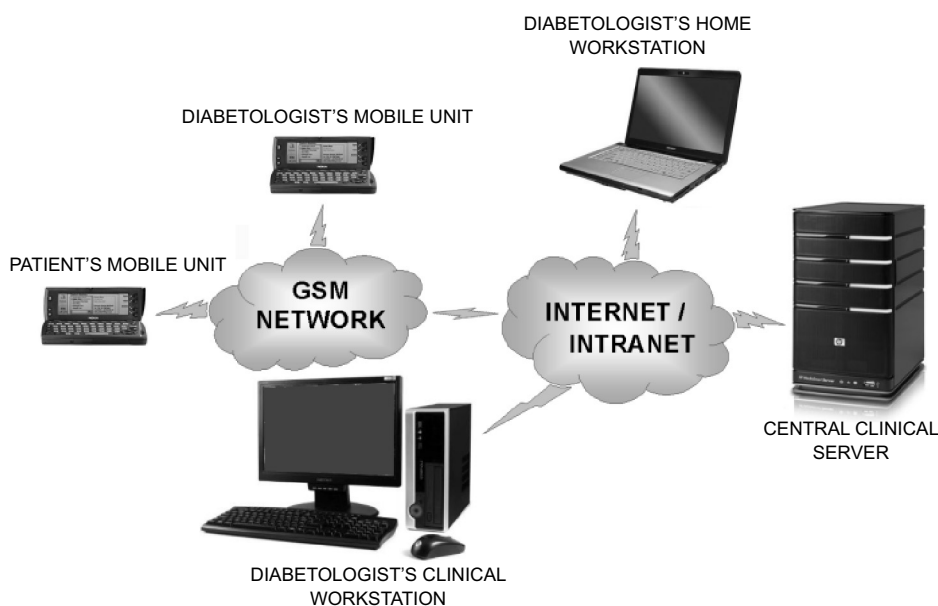 DIABETOLOGIST'S HOME
WORKSTATION
DIABETOLOGIST'S MOBILE UNIT
PATIENT'S MOBILE UNIT
GSM
NETWORK
INTERNET /
INTRANET
CENTRAL CLINICAL
SERVER
DIABETOLOGIST'S CLINICAL
WORKSTATION